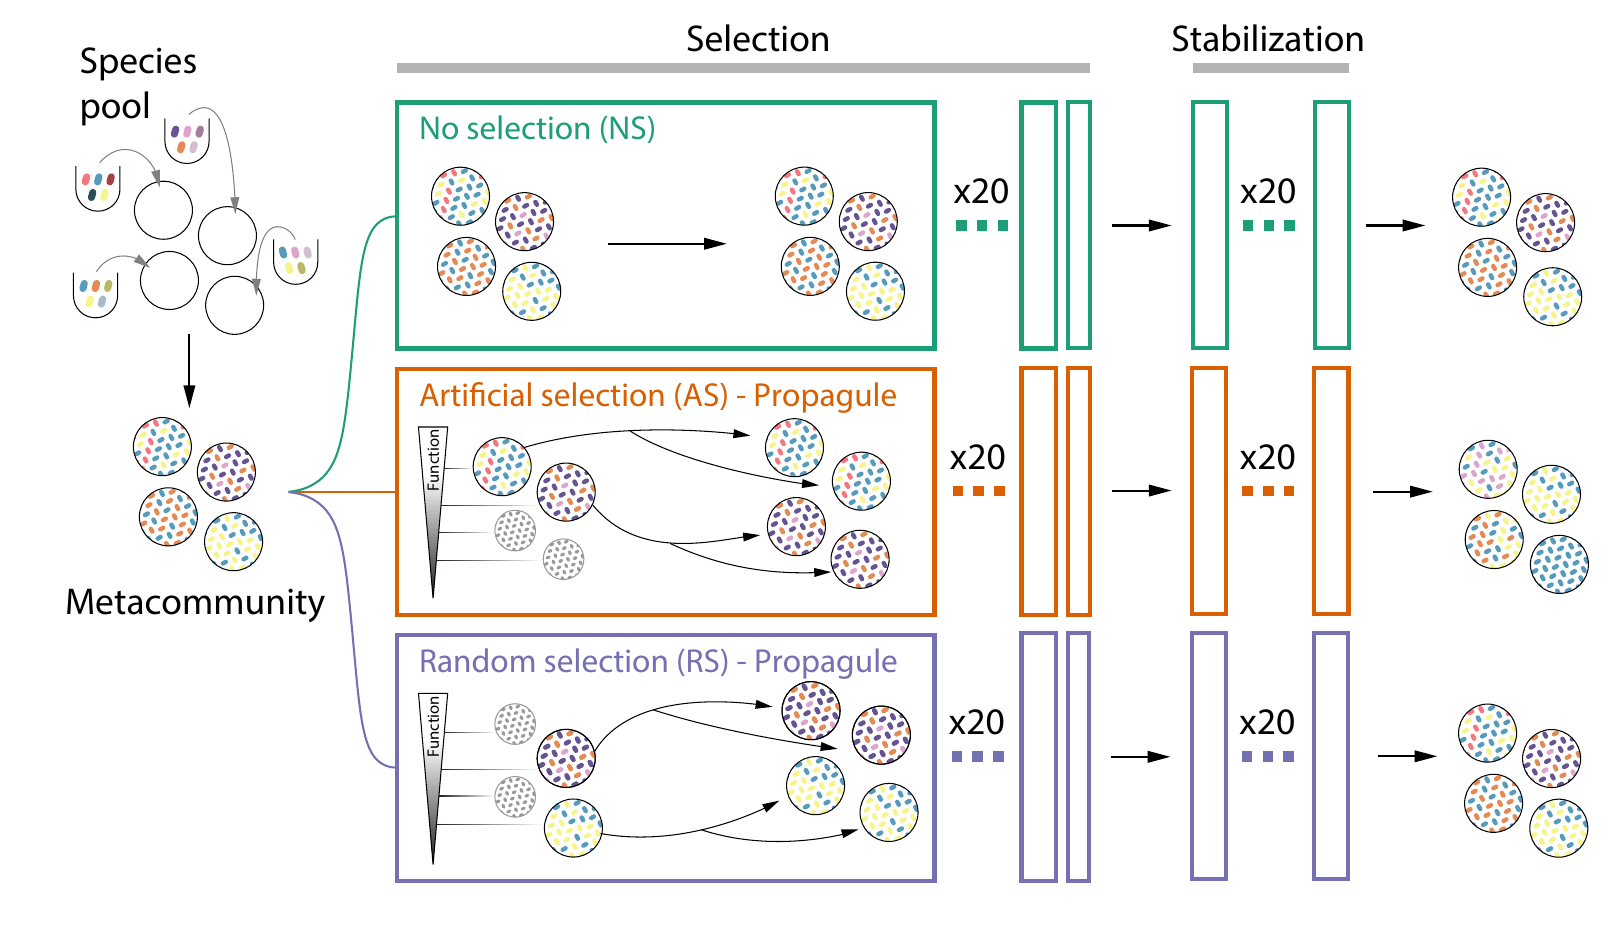 Selection
Stabilization
Species
pool
No selection (NS)
x20
x20
Artificial selection (AS) - Propagule
Function
x20
x20
Metacommunity
Random selection (RS) - Propagule
Function
x20
x20